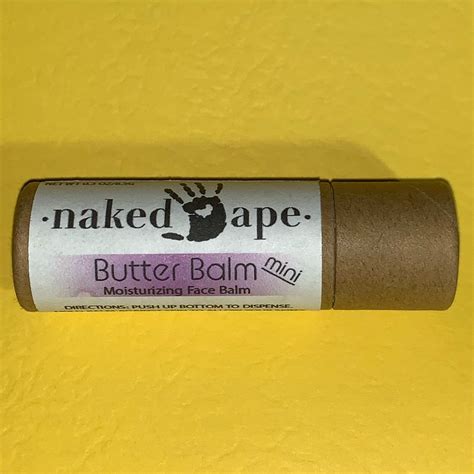 ·naked ape·
Butter Balm mini
Moisturizing Face Balm
DIRECTIONS: PUSH UP BOTTOM TO DISPENSE.